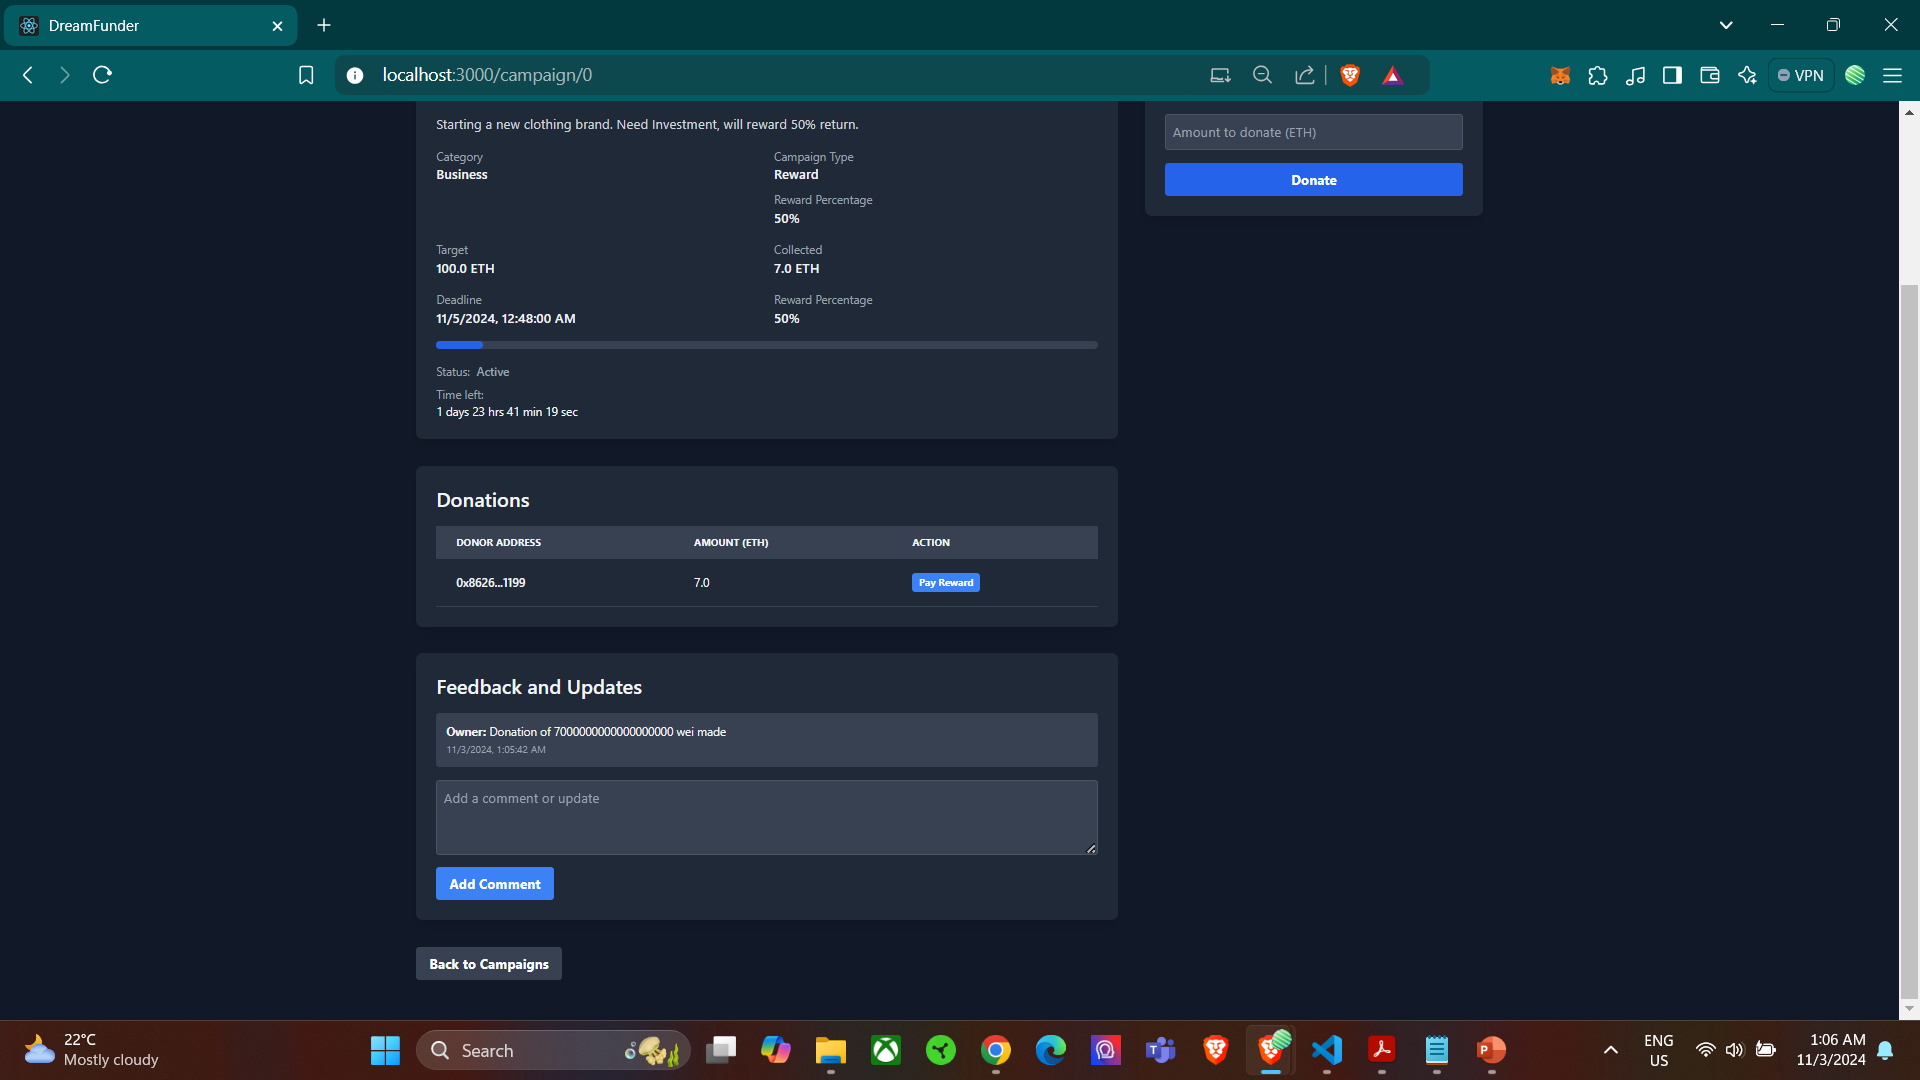 DreamFunder
localhost:3000/campaign/0
VPN
Starting a new clothing brand. Need Investment, will reward 50% return.
Category
Business
Campaign Type
Reward
Reward Percentage
50%
Target
100.0 ETH
Collected
7.0 ETH
Deadline
11/5/2024, 12:48:00 AM
Reward Percentage
50%
Status: Active
Time left:
1 days 23 hrs 41 min 19 sec
Amount to donate (ETH)
Donate
Donations
DONOR ADDRESS AMOUNT (ETH) ACTION
0x8626...1199 7.0 Pay Reward
Feedback and Updates
Owner: Donation of 7000000000000000000 wei made
11/3/2024, 1:05:42 AM
Add a comment or update
Add Comment
Back to Campaigns
22°C
Mostly cloudy
Search
ENG
US
1:06 AM
11/3/2024